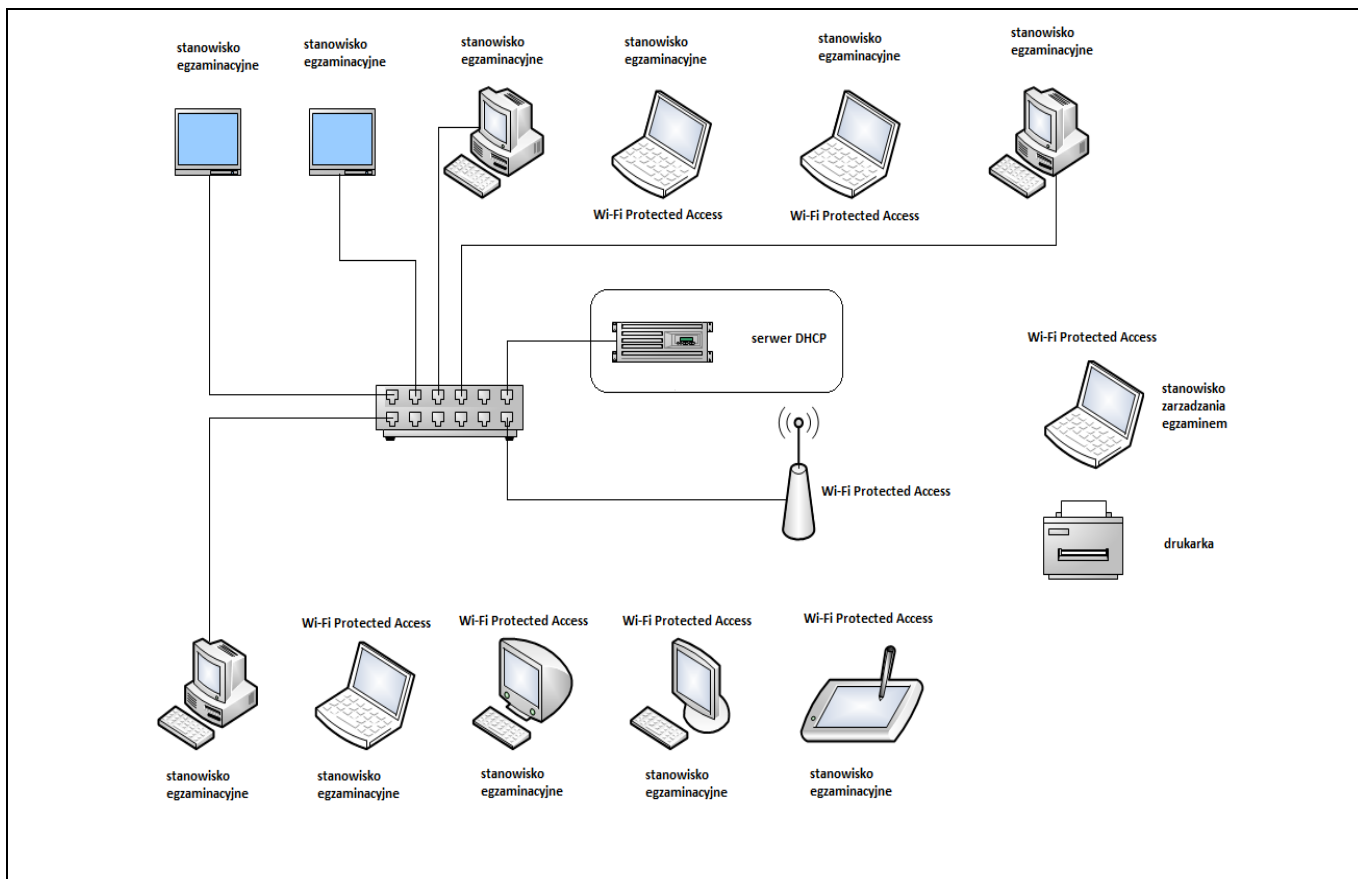 stanowisko
egzaminacyjne
stanowisko
egzaminacyjne
stanowisko
egzaminacyjne
stanowisko
egzaminacyjne
stanowisko
egzaminacyjne
stanowisko
egzaminacyjne
Wi-Fi Protected Access
Wi-Fi Protected Access
serwer DHCP
Wi-Fi Protected Access
stanowisko
zarzadzania
egzaminem
Wi-Fi Protected Access
drukarka
Wi-Fi Protected Access
Wi-Fi Protected Access
Wi-Fi Protected Access
Wi-Fi Protected Access
stanowisko
egzaminacyjne
stanowisko
egzaminacyjne
stanowisko
egzaminacyjne
stanowisko
egzaminacyjne
stanowisko
egzaminacyjne